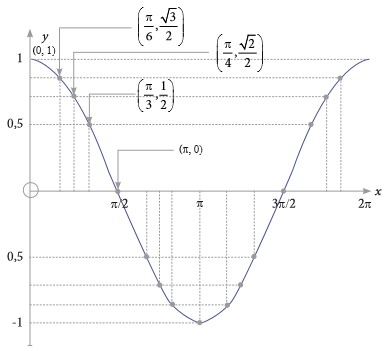 y
(π/6, √3/2)
1
(0, 1)
(π/4, √2/2)
(π/3, 1/2)
0,5
(π, 0)
π/2
π
3π/2
2π
x
0,5
-1